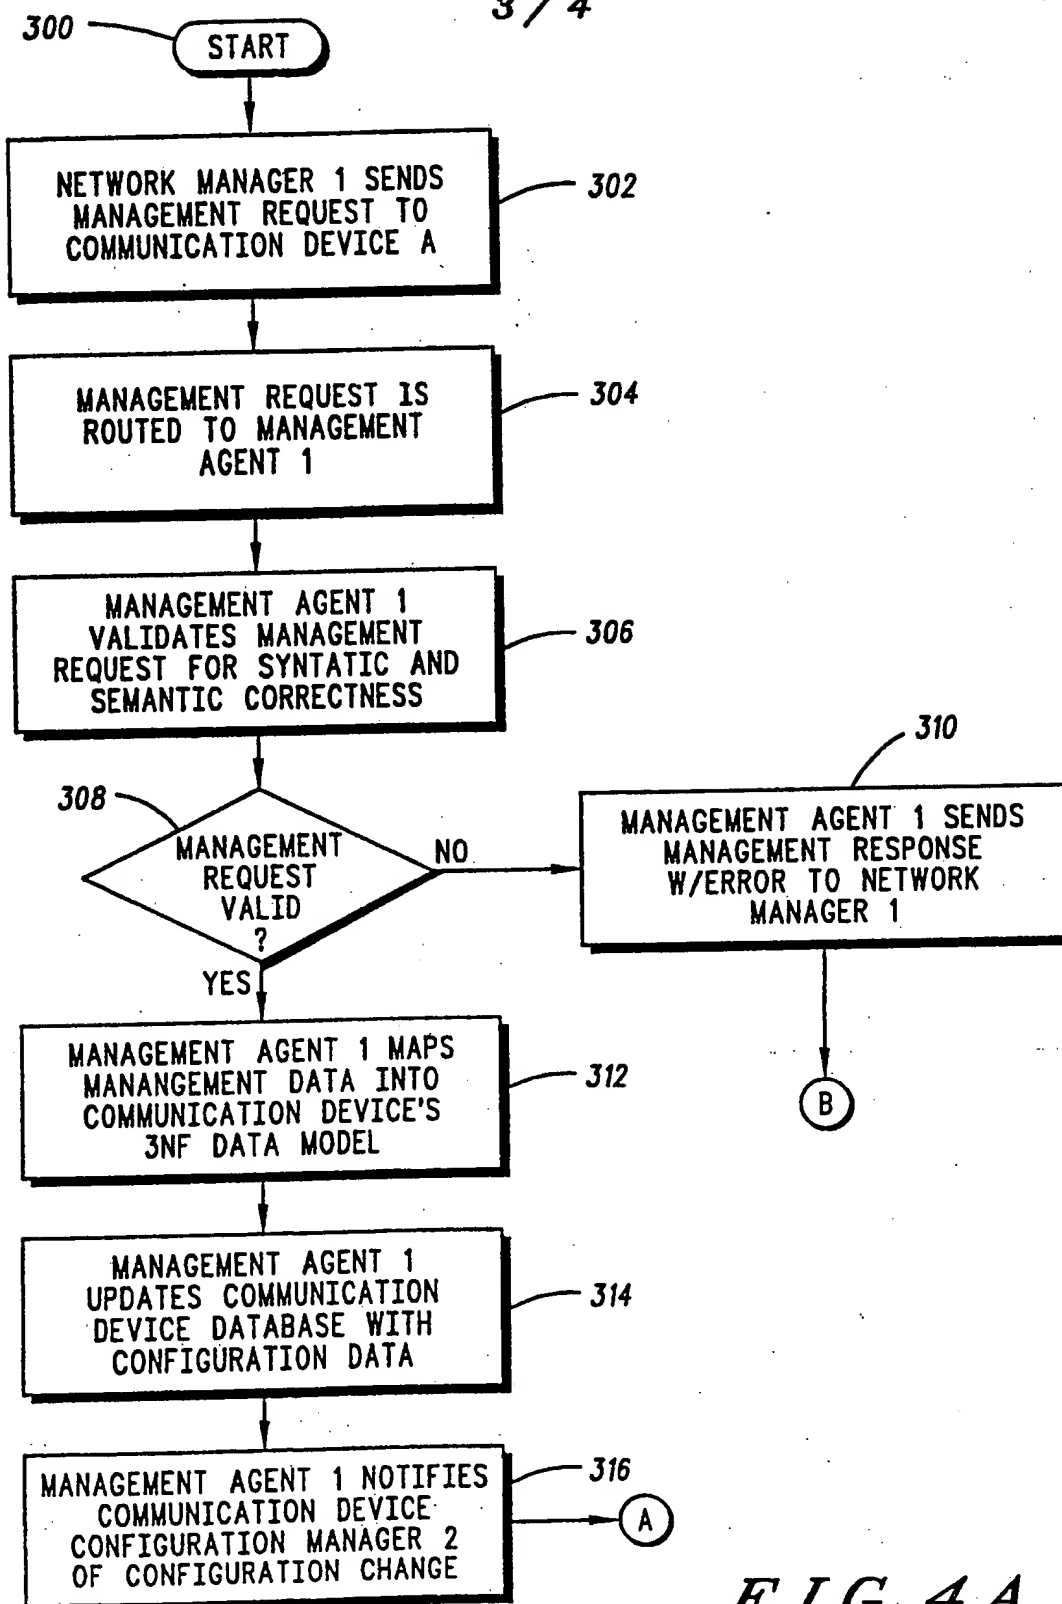 3/4
300
START
NETWORK MANAGER 1 SENDS
MANAGEMENT REQUEST TO
COMMUNICATION DEVICE A
302
MANAGEMENT REQUEST IS
ROUTED TO MANAGEMENT
AGENT 1
304
MANAGEMENT AGENT 1
VALIDATES MANAGEMENT
REQUEST FOR SYNTATIC AND
SEMANTIC CORRECTNESS
306
308
MANAGEMENT
REQUEST
VALID
?
NO
YES
310
MANAGEMENT AGENT 1 SENDS
MANAGEMENT RESPONSE
W/ERROR TO NETWORK
MANAGER 1
B
MANAGEMENT AGENT 1 MAPS
MANANGEMENT DATA INTO
COMMUNICATION DEVICE'S
3NF DATA MODEL
312
MANAGEMENT AGENT 1
UPDATES COMMUNICATION
DEVICE DATABASE WITH
CONFIGURATION DATA
314
MANAGEMENT AGENT 1 NOTIFIES
COMMUNICATION DEVICE
CONFIGURATION MANAGER 2
OF CONFIGURATION CHANGE
316
A
FIG. 4A